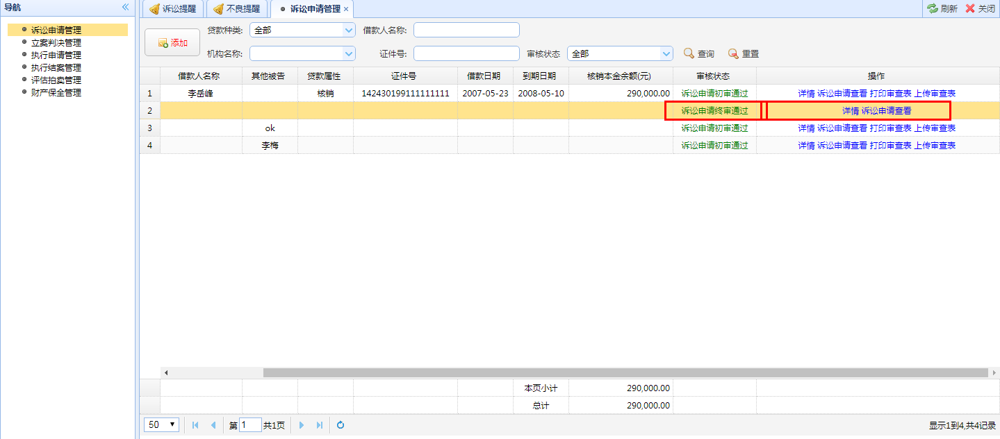 导航
诉讼提醒 不良提醒 诉讼申请管理 × 刷新 关闭
诉讼申请管理
立案判决管理
执行申请管理
执行结案管理
评估拍卖管理
财产保全管理
添加
贷款种类: 全部 借款人名称:
机构名称: 证件号: 审核状态 全部 查询 重置
借款人名称 其他被告 贷款属性 证件号 借款日期 到期日期 核销本金余额(元) 审核状态 操作
1 李岳峰 核销 142430199111111111 2007-05-23 2008-05-10 290,000.00 诉讼申请初审通过 详情 诉讼申请查看 打印审查表 上传审查表
2 诉讼申请终审通过 详情 诉讼申请查看
3 ok 诉讼申请初审通过 详情 诉讼申请查看 打印审查表 上传审查表
4 李梅 诉讼申请初审通过 详情 诉讼申请查看 打印审查表 上传审查表
本页小计 290,000.00
总计 290,000.00
50 第 1 共1页 显示1到4,共4记录